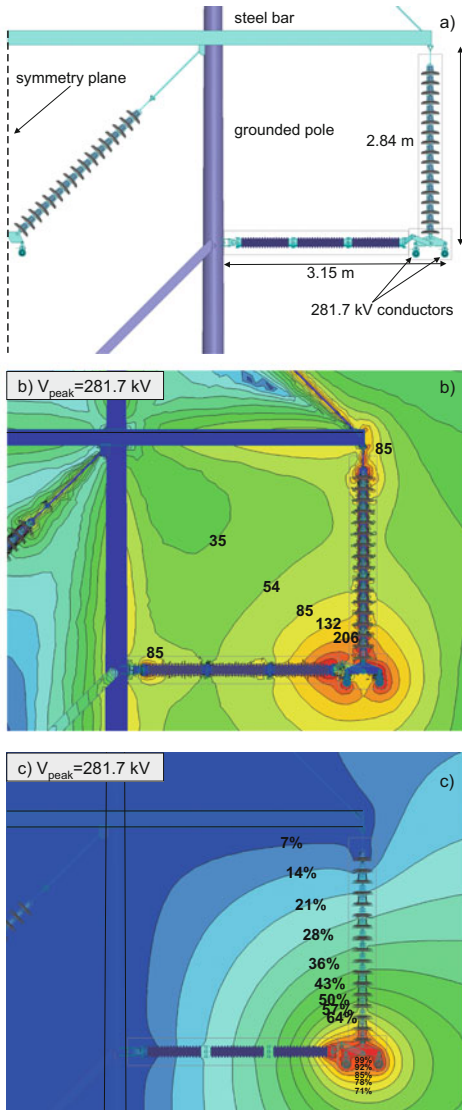 steel bar
a)
symmetry plane
grounded pole
2.84 m
3.15 m
281.7 kV conductors
b) V_peak=281.7 kV
b)
85
35
54
85
132
206
85
c) V_peak=281.7 kV
c)
7%
14%
21%
28%
36%
43%
50%
57%
64%
99%
92%
85%
78%
71%